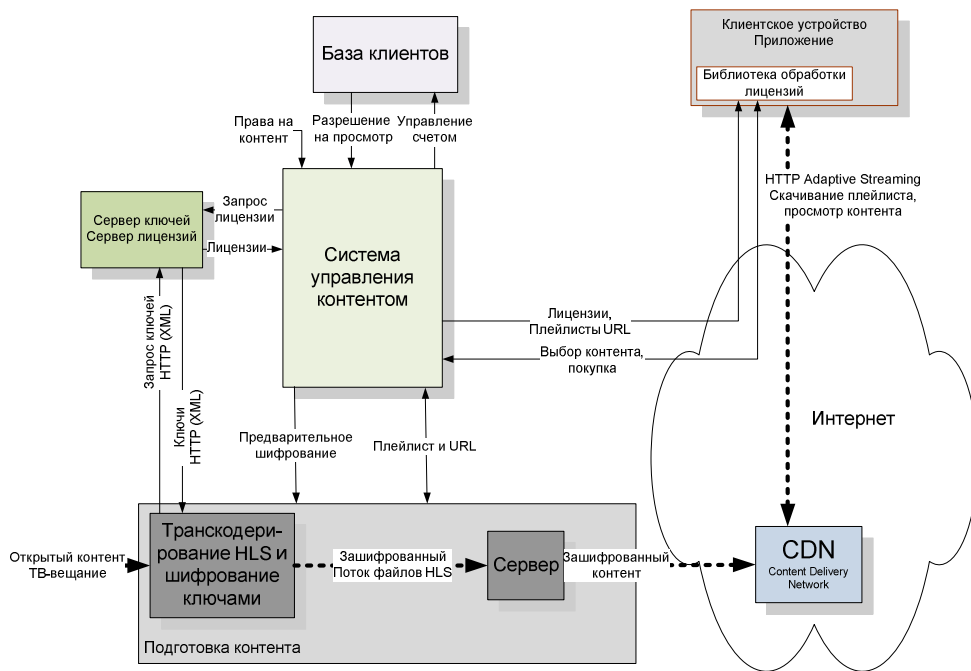 База клиентов
Клиентское устройство
Приложение
Библиотека обработки
лицензий
Права на
контент
Разрешение
на просмотр
Управление
счетом
HTTP Adaptive Streaming
Скачивание плейлиста,
просмотр контента
Сервер ключей
Сервер лицензий
Запрос
лицензии
Лицензии
Система
управления
контентом
Запрос ключей
HTTP (XML)
Ключи
HTTP (XML)
Лицензии,
Плейлисты URL
Выбор контента,
покупка
Интернет
Предварительное
шифрование
Плейлист и URL
Открытый контент
ТВ-вещание
Транскодери-
рование HLS и
шифрование
ключами
Зашифрованный
Поток файлов HLS
Сервер
Зашифрованный
контент
CDN
Content Delivery
Network
Подготовка контента